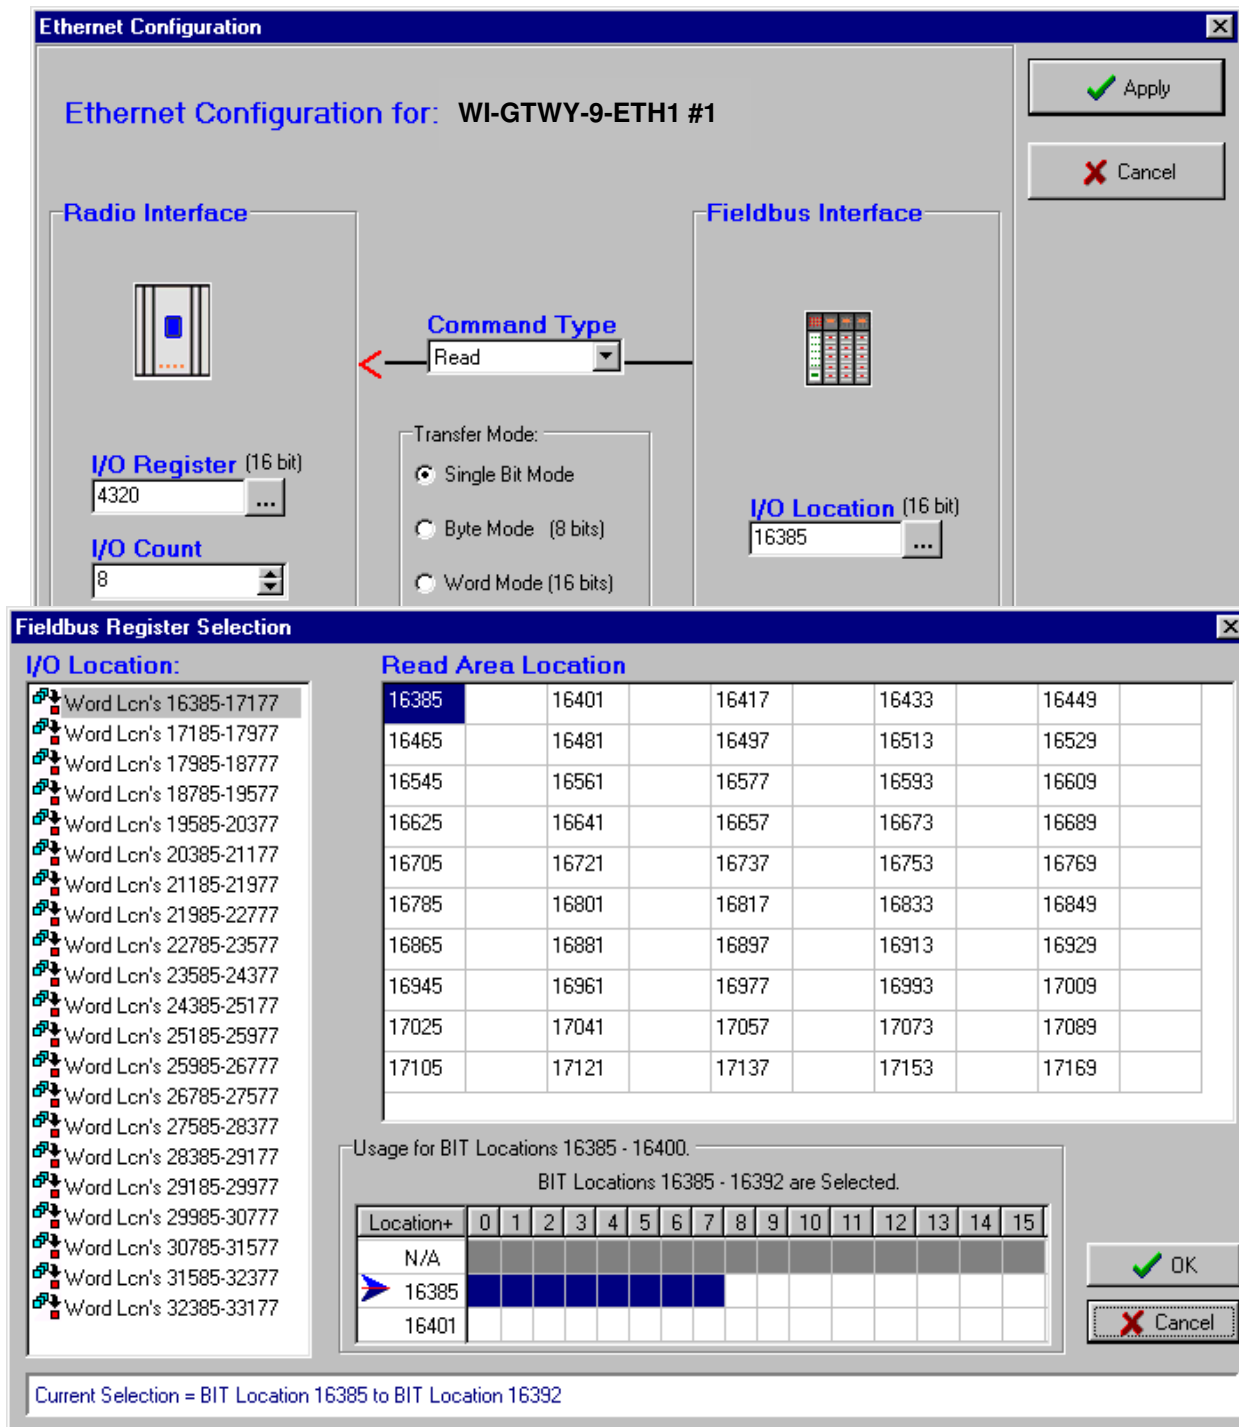 Ethernet Configuration
Apply
Ethernet Configuration for: WI-GTWY-9-ETH1 #1
Cancel
Radio Interface
Fieldbus Interface
Command Type
Read
Transfer Mode:
I/O Register (16 bit)
Single Bit Mode
4320
...
I/O Location (16 bit)
Byte Mode (8 bits)
16385
...
I/O Count
8
Word Mode (16 bits)
Fieldbus Register Selection
I/O Location:
Word Lcn's 16385-17177
Word Lcn's 17185-17977
Word Lcn's 17985-18777
Word Lcn's 18785-19577
Word Lcn's 19585-20377
Word Lcn's 20385-21177
Word Lcn's 21185-21977
Word Lcn's 21985-22777
Word Lcn's 22785-23577
Word Lcn's 23585-24377
Word Lcn's 24385-25177
Word Lcn's 25185-25977
Word Lcn's 25985-26777
Word Lcn's 26785-27577
Word Lcn's 27585-28377
Word Lcn's 28385-29177
Word Lcn's 29185-29977
Word Lcn's 29985-30777
Word Lcn's 30785-31577
Word Lcn's 31585-32377
Word Lcn's 32385-33177
Read Area Location
16385 16401 16417 16433 16449
16465 16481 16497 16513 16529
16545 16561 16577 16593 16609
16625 16641 16657 16673 16689
16705 16721 16737 16753 16769
16785 16801 16817 16833 16849
16865 16881 16897 16913 16929
16945 16961 16977 16993 17009
17025 17041 17057 17073 17089
17105 17121 17137 17153 17169
Usage for BIT Locations 16385 - 16400.
BIT Locations 16385 - 16392 are Selected.
Location+ 0 1 2 3 4 5 6 7 8 9 10 11 12 13 14 15
N/A
16385
16401
OK
Cancel
Current Selection = BIT Location 16385 to BIT Location 16392